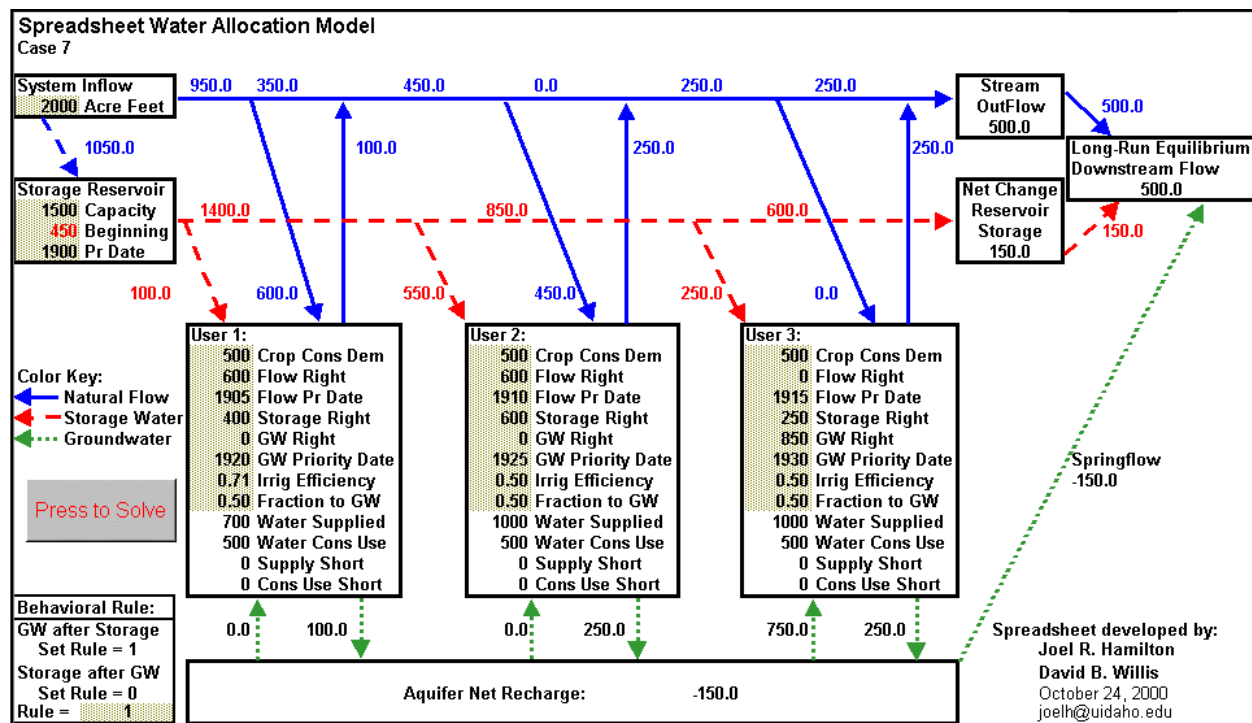 Spreadsheet Water Allocation Model
Case 7
System Inflow
2000 Acre Feet
950.0 350.0 450.0 0.0 250.0 250.0
Stream
OutFlow
500.0
500.0
1050.0
100.0
250.0
250.0
Long-Run Equilibrium
Downstream Flow
500.0
Storage Reservoir
1500 Capacity
450 Beginning
1900 Pr Date
1400.0 850.0 600.0
Net Change
Reservoir
Storage
150.0
150.0
100.0 600.0 550.0 450.0 250.0 0.0
User 1:
500 Crop Cons Dem
600 Flow Right
1905 Flow Pr Date
400 Storage Right
0 GW Right
1920 GW Priority Date
0.71 Irrig Efficiency
0.50 Fraction to GW
700 Water Supplied
500 Water Cons Use
0 Supply Short
0 Cons Use Short
User 2:
500 Crop Cons Dem
600 Flow Right
1910 Flow Pr Date
600 Storage Right
0 GW Right
1925 GW Priority Date
0.50 Irrig Efficiency
0.50 Fraction to GW
1000 Water Supplied
500 Water Cons Use
0 Supply Short
0 Cons Use Short
User 3:
500 Crop Cons Dem
0 Flow Right
1915 Flow Pr Date
250 Storage Right
850 GW Right
1930 GW Priority Date
0.50 Irrig Efficiency
0.50 Fraction to GW
1000 Water Supplied
500 Water Cons Use
0 Supply Short
0 Cons Use Short
Color Key:
Natural Flow
Storage Water
Groundwater
Press to Solve
Springflow
-150.0
Behavioral Rule:
GW after Storage
Set Rule = 1
Storage after GW
Set Rule = 0
Rule = 1
0.0 100.0 0.0 250.0 750.0 250.0
Aquifer Net Recharge: -150.0
Spreadsheet developed by:
Joel R. Hamilton
David B. Willis
October 24, 2000
joelh@uidaho.edu